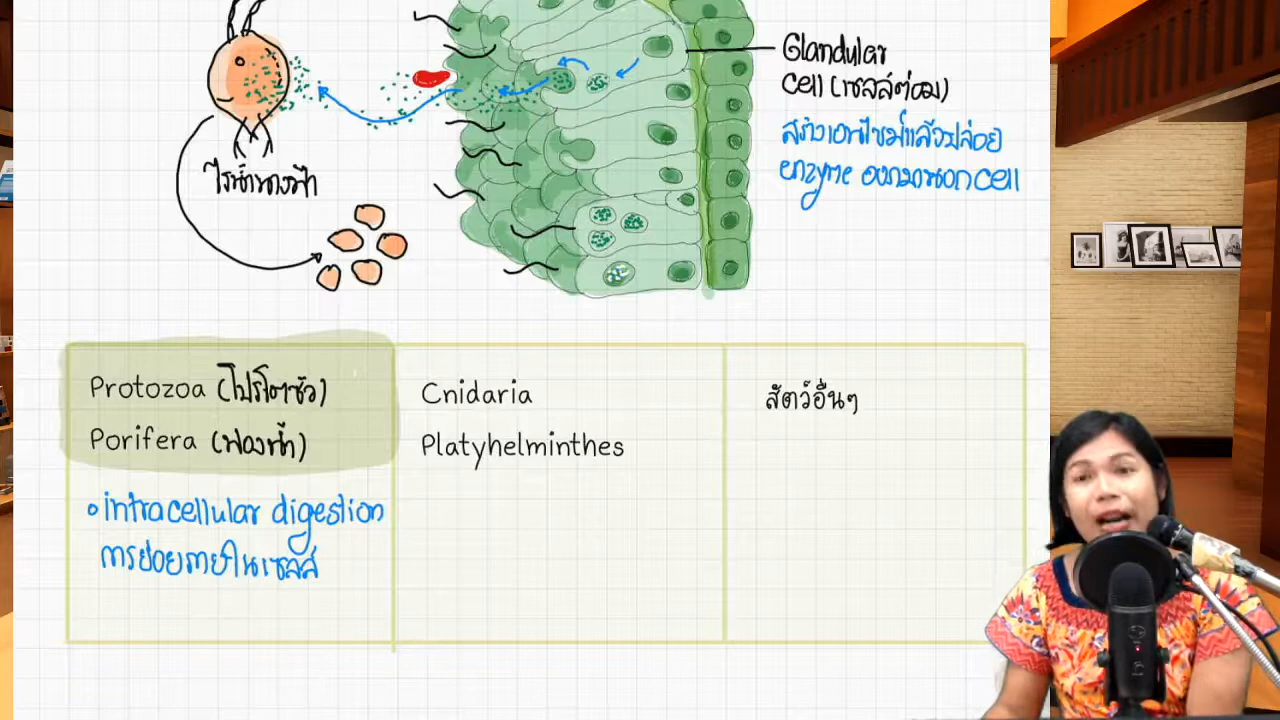 Glandular
cell (เซลล์ต่อม)
สร้างเอนไซม์แล้วปล่อย
enzyme ออกมานอก cell
ไรน้ำนางฟ้า
Protozoa (โปรโตซัว)
Porifera (ฟองน้ำ)
• intracellular digestion
การย่อยภายในเซลล์
Cnidaria
Platyhelminthes
สัตว์อื่นๆ